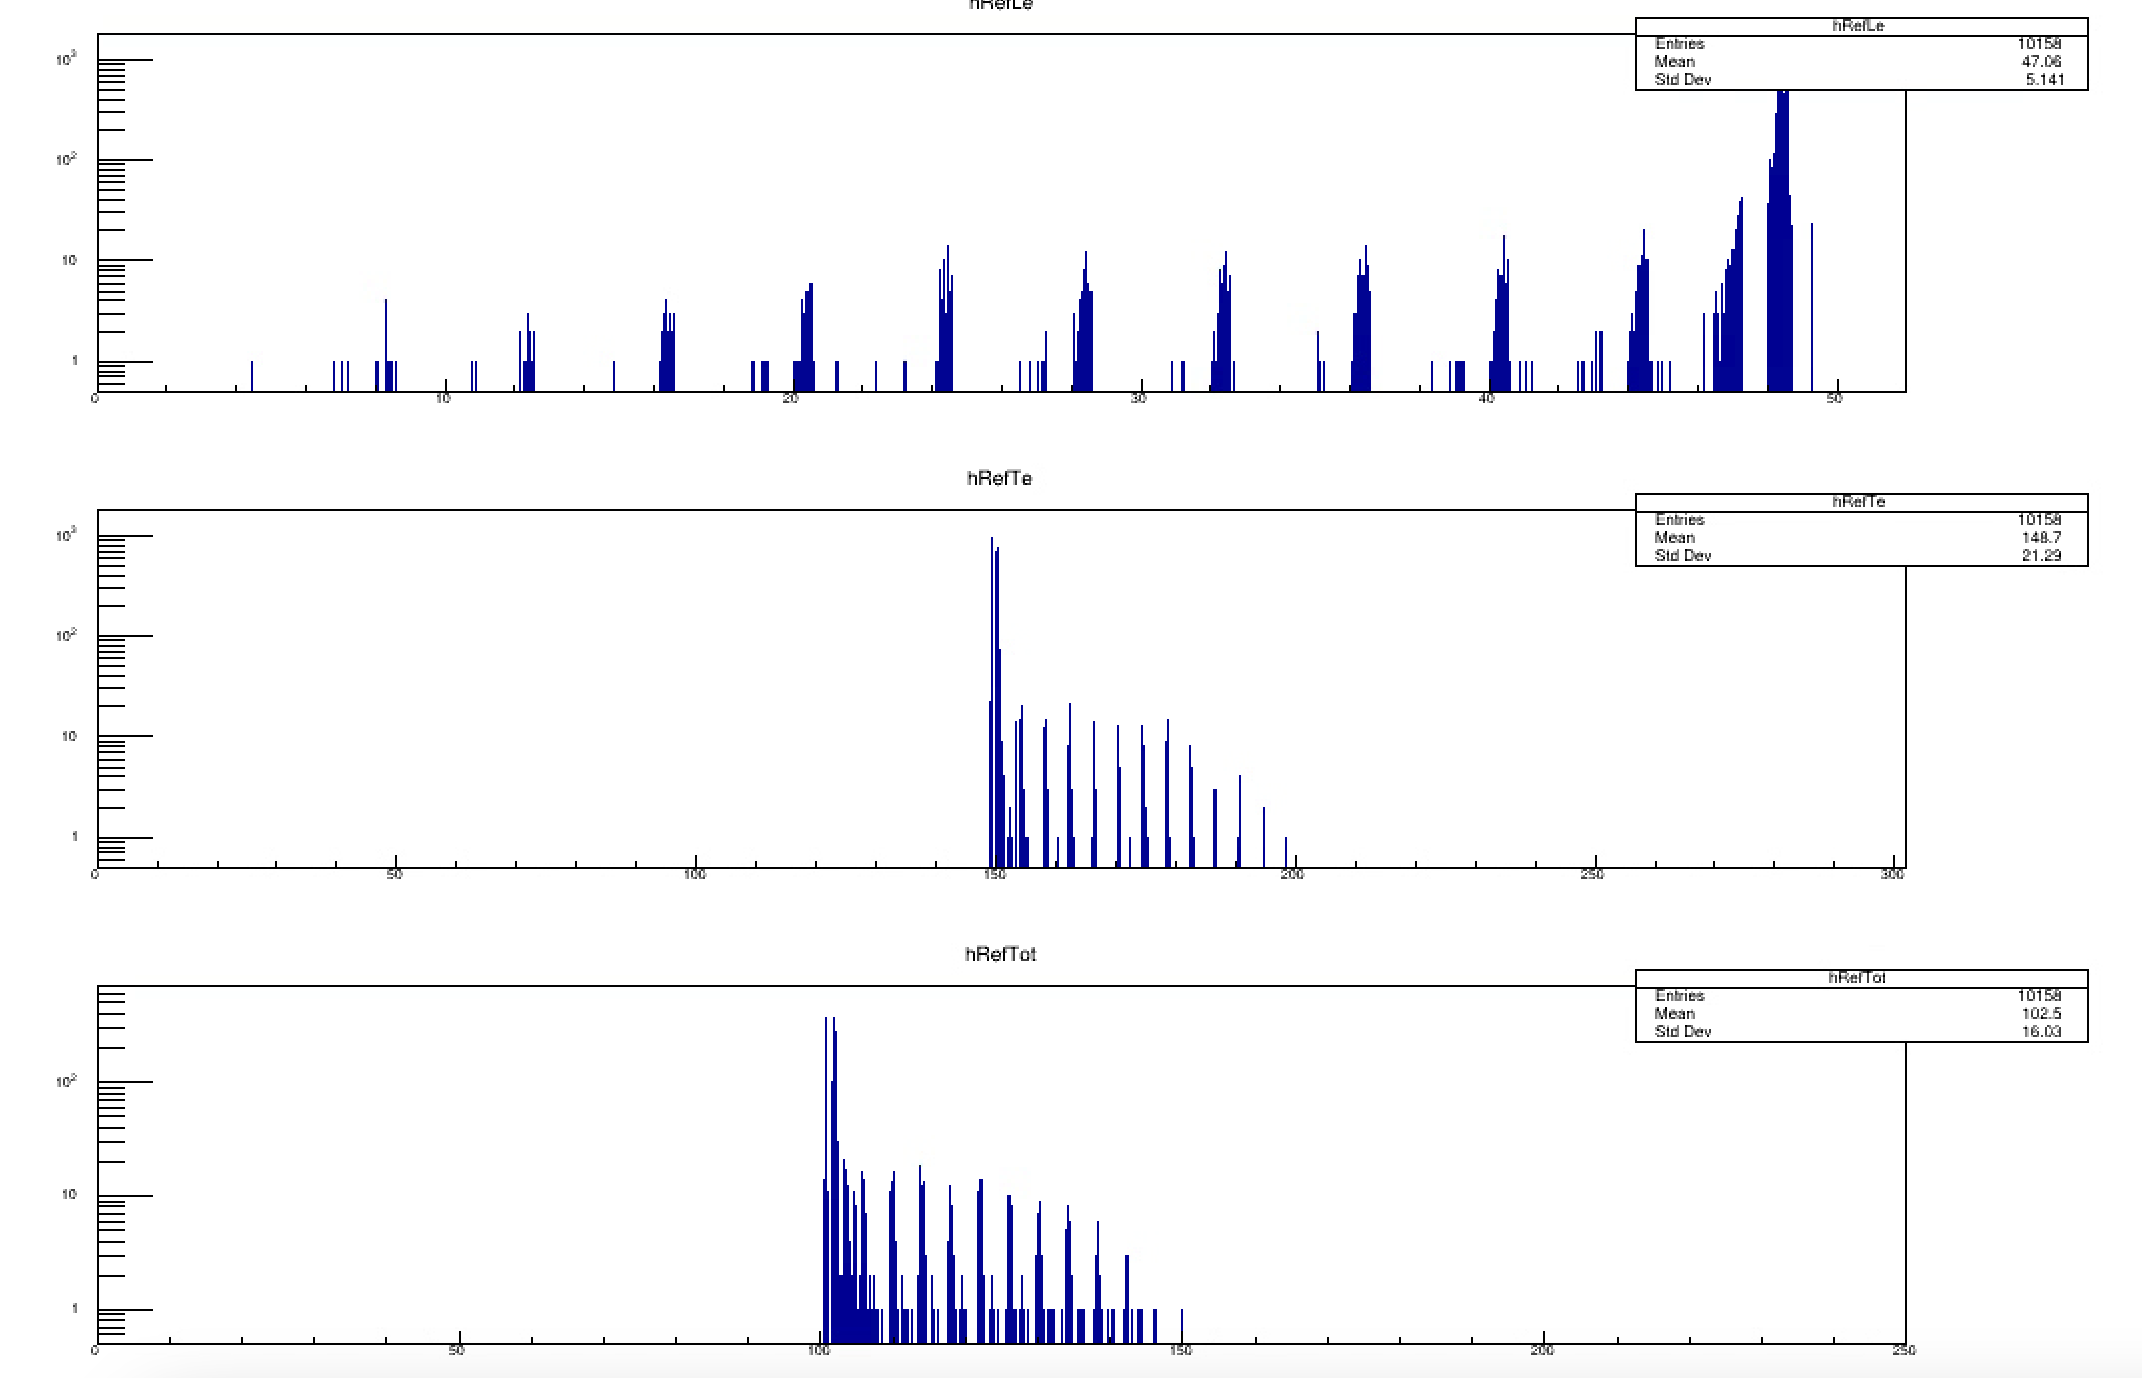 hRefLe
hRefLe
Entries 10158
Mean 47.06
Std Dev 5.141
10³
10²
10
1
0 10 20 30 40 50
hRefTe
hRefTe
Entries 10158
Mean 148.7
Std Dev 21.29
10³
10²
10
1
0 50 100 150 200 250 300
hRefTot
hRefTot
Entries 10158
Mean 102.5
Std Dev 16.03
10²
10
1
0 50 100 150 200 250